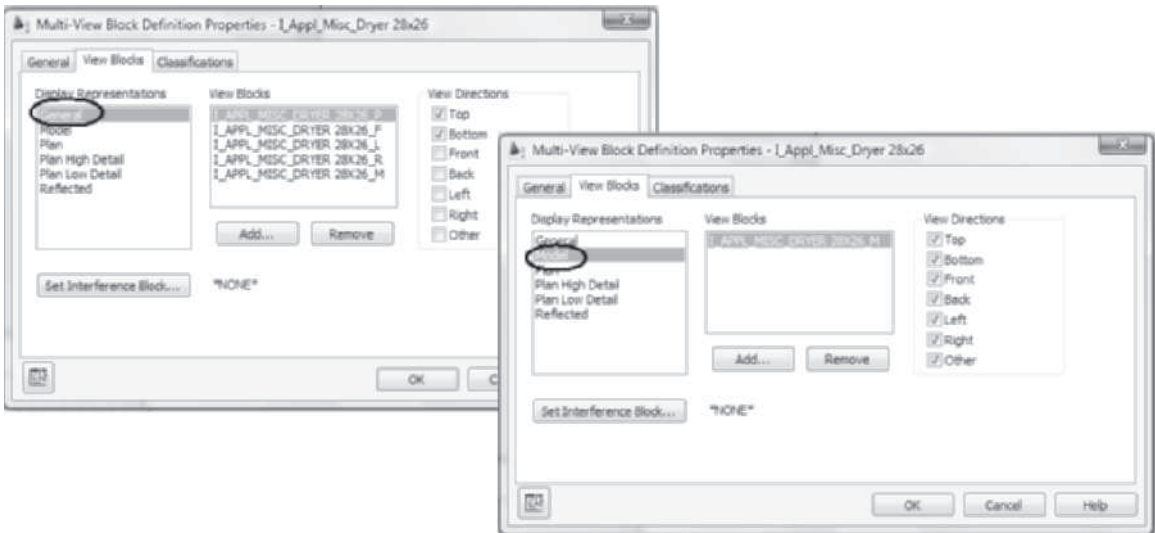 Multi-View Block Definition Properties - I_Appl_Misc_Dryer 28x26
General View Blocks Classifications
Display Representations
General
Model
Plan
Plan High Detail
Plan Low Detail
Reflected
View Blocks
I_APPL_MISC_DRYER 28X26_P
I_APPL_MISC_DRYER 28X26_F
I_APPL_MISC_DRYER 28X26_L
I_APPL_MISC_DRYER 28X26_R
I_APPL_MISC_DRYER 28X26_M
Add... Remove
View Directions
Top
Bottom
Front
Back
Left
Right
Other
Set Interference Block... *NONE*
OK C
Multi-View Block Definition Properties - I_Appl_Misc_Dryer 28x26
General View Blocks Classifications
Display Representations
General
Model
Plan
Plan High Detail
Plan Low Detail
Reflected
View Blocks
I_APPL_MISC_DRYER 28X26_M
Add... Remove
View Directions
Top
Bottom
Front
Back
Left
Right
Other
Set Interference Block... *NONE*
OK Cancel Help